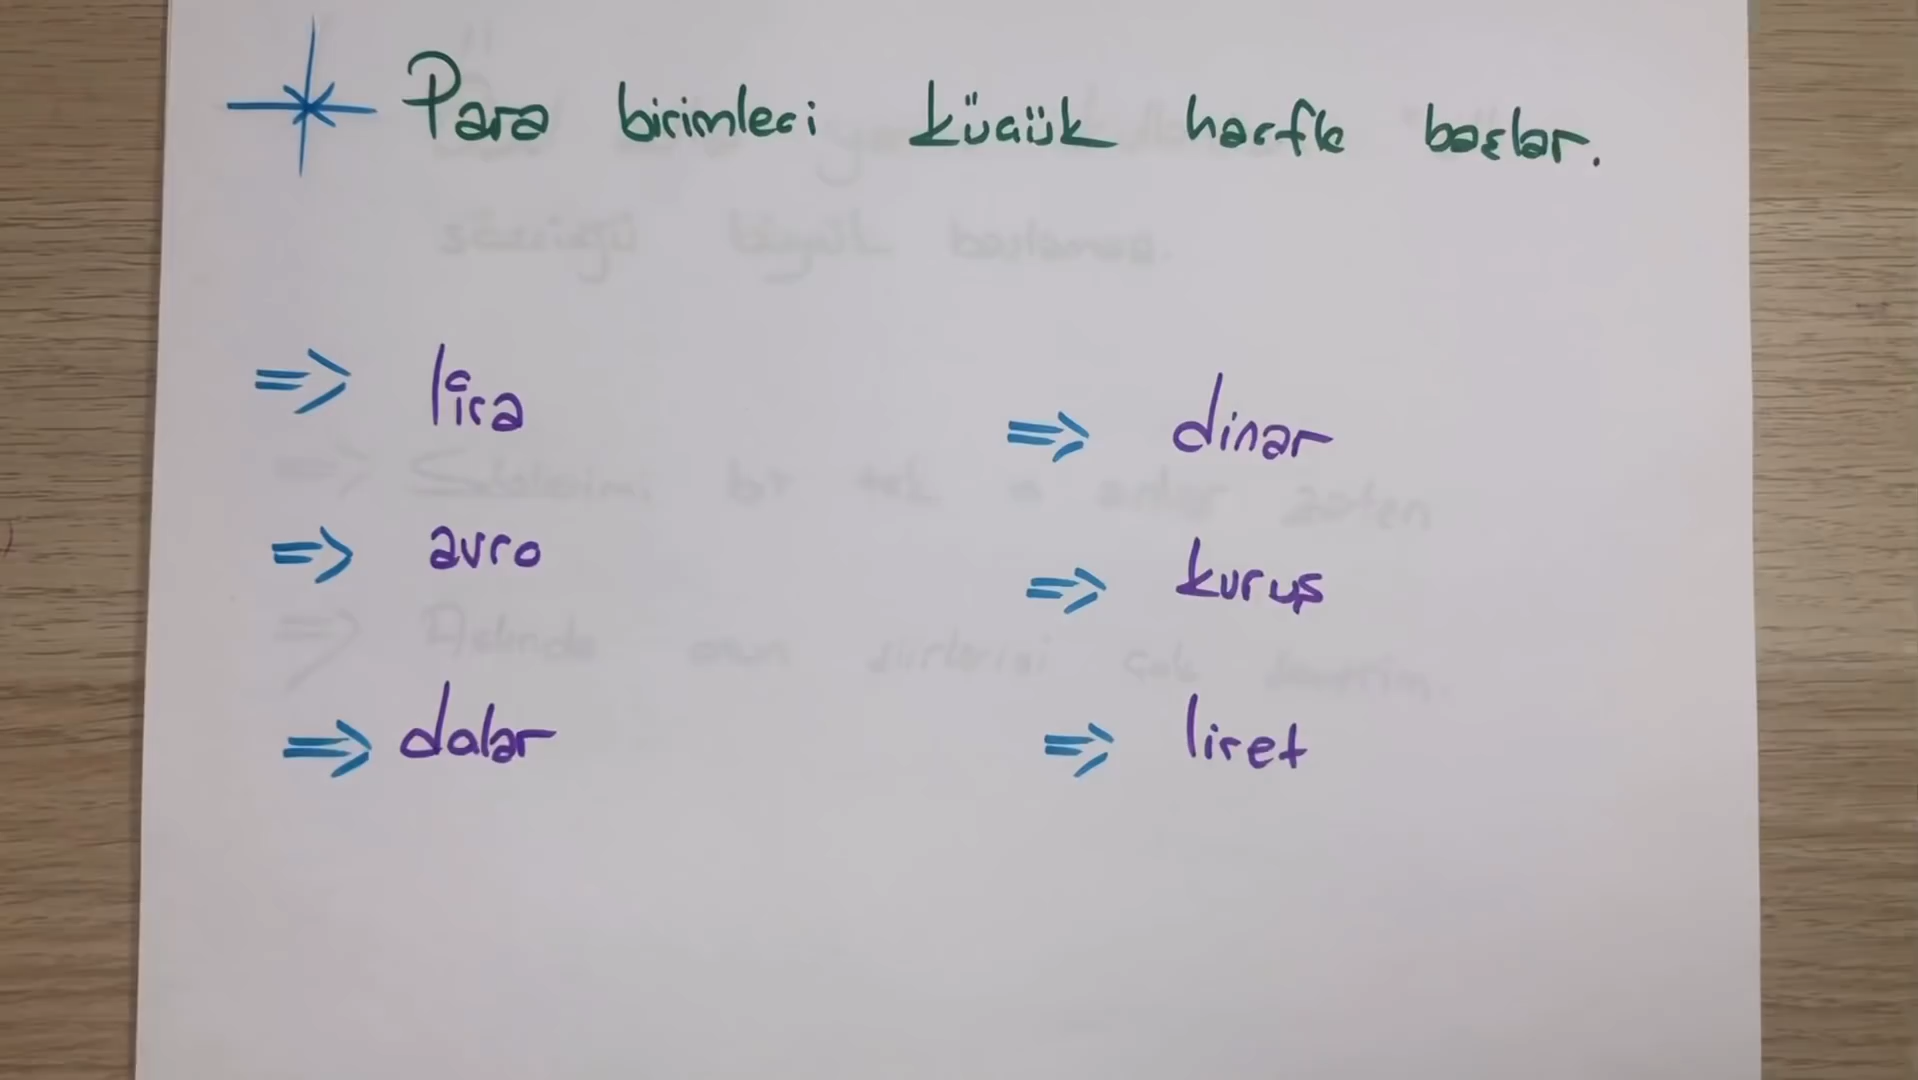 Para birimleri küçük harfle başlar.
⇒ lira
⇒ avro
⇒ dolar
⇒ dinar
⇒ kuruş
⇒ liret